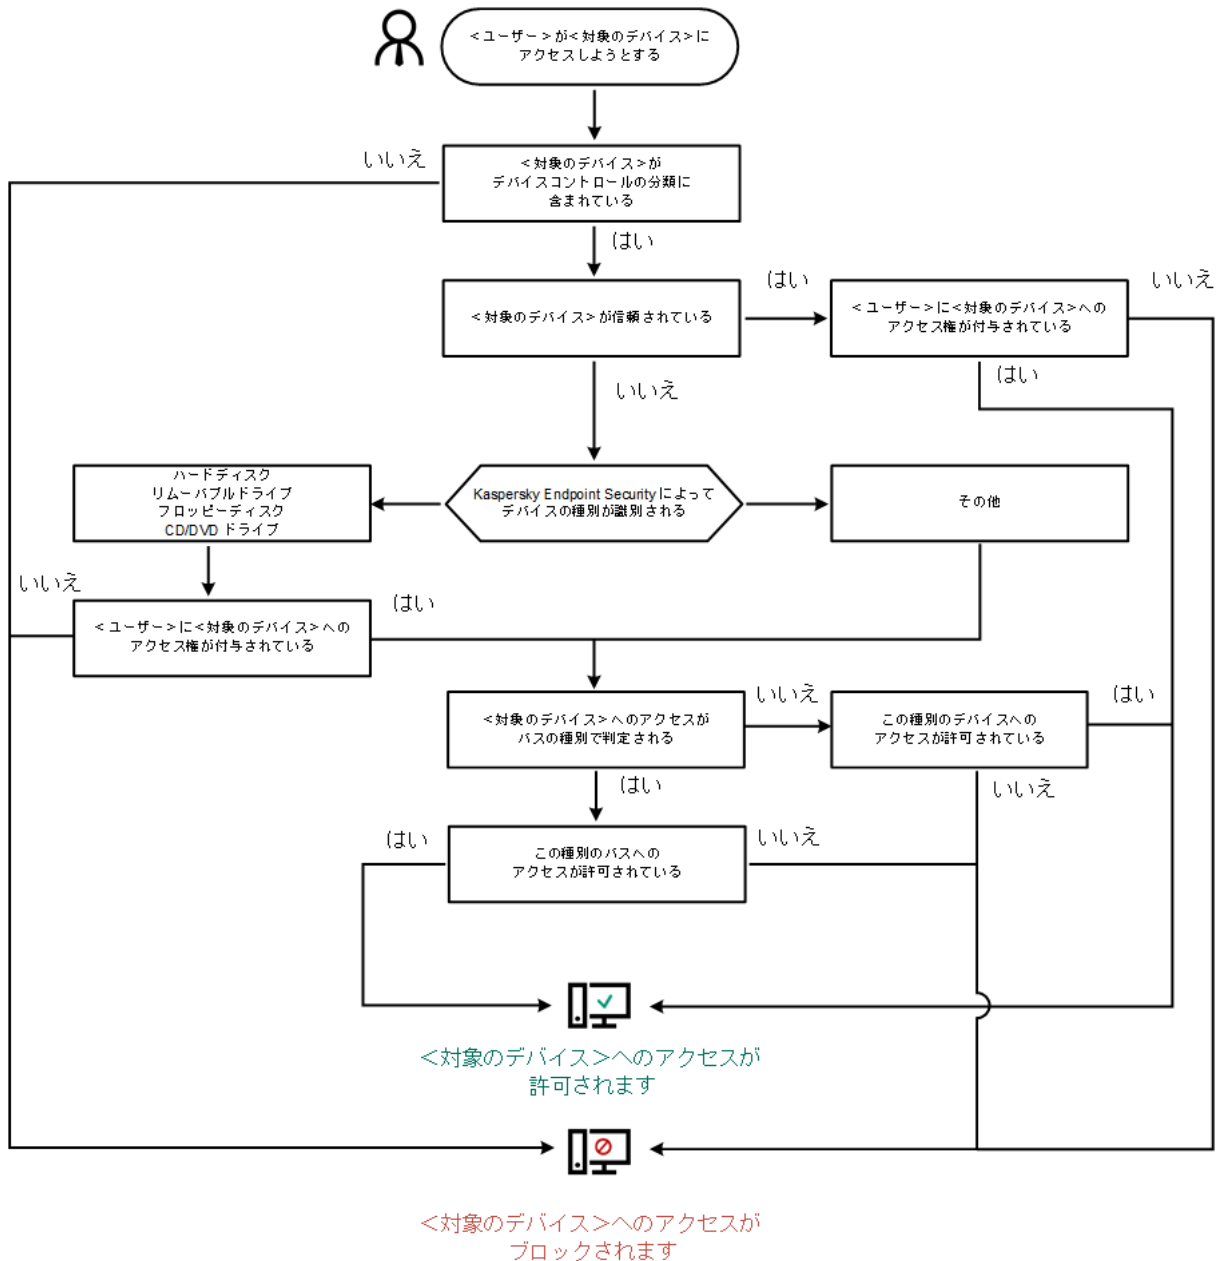 ＜ユーザー＞が＜対象のデバイス＞に
アクセスしようとする
いいえ
＜対象のデバイス＞が
デバイスコントロールの分類に
含まれている
はい
＜対象のデバイス＞が信頼されている
はい
＜ユーザー＞に＜対象のデバイス＞への
アクセス権が付与されている
いいえ
はい
いいえ
ハードディスク
リムーバブルドライブ
フロッピーディスク
CD/DVD ドライブ
Kaspersky Endpoint Security によって
デバイスの種別が識別される
その他
いいえ
＜ユーザー＞に＜対象のデバイス＞への
アクセス権が付与されている
はい
＜対象のデバイス＞へのアクセスが
バスの種別で判定される
いいえ
この種別のデバイスへの
アクセスが許可されている
はい
はい
いいえ
はい
この種別のバスへの
アクセスが許可されている
いいえ
＜対象のデバイス＞へのアクセスが
許可されます
＜対象のデバイス＞へのアクセスが
ブロックされます